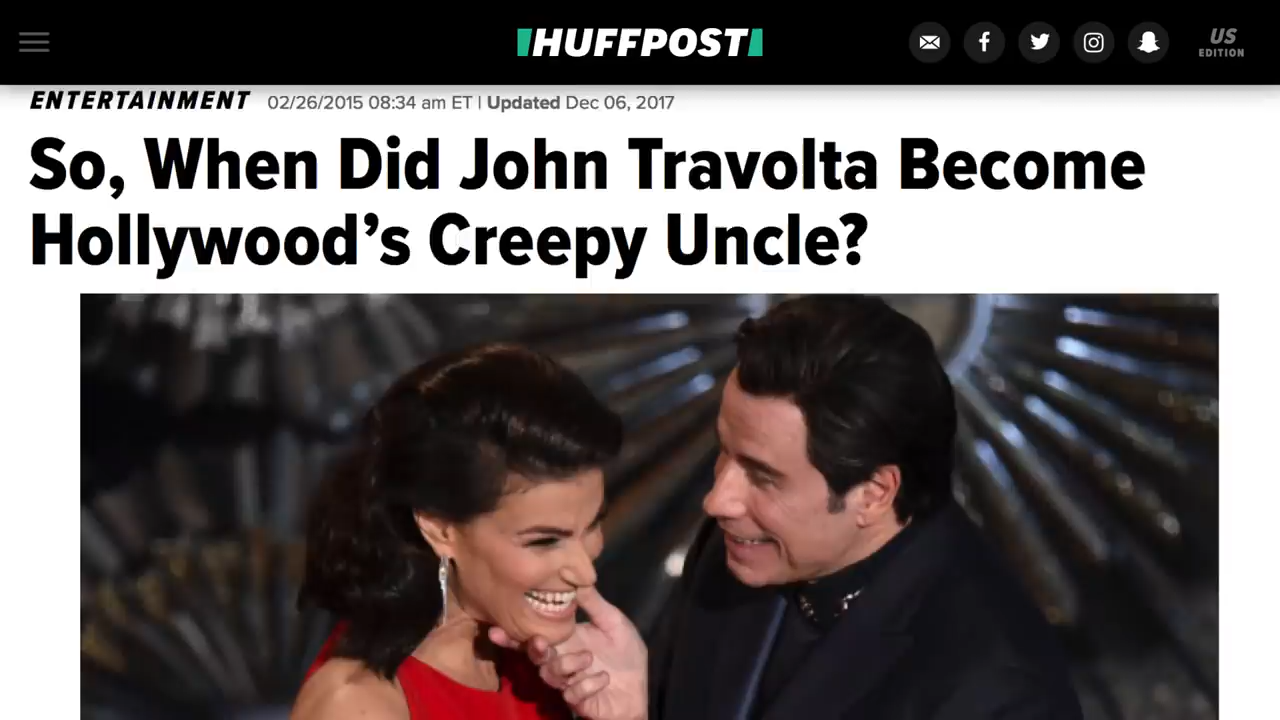 HUFFPOST
US
EDITION
ENTERTAINMENT 02/26/2015 08:34 am ET | Updated Dec 06, 2017
So, When Did John Travolta Become
Hollywood’s Creepy Uncle?